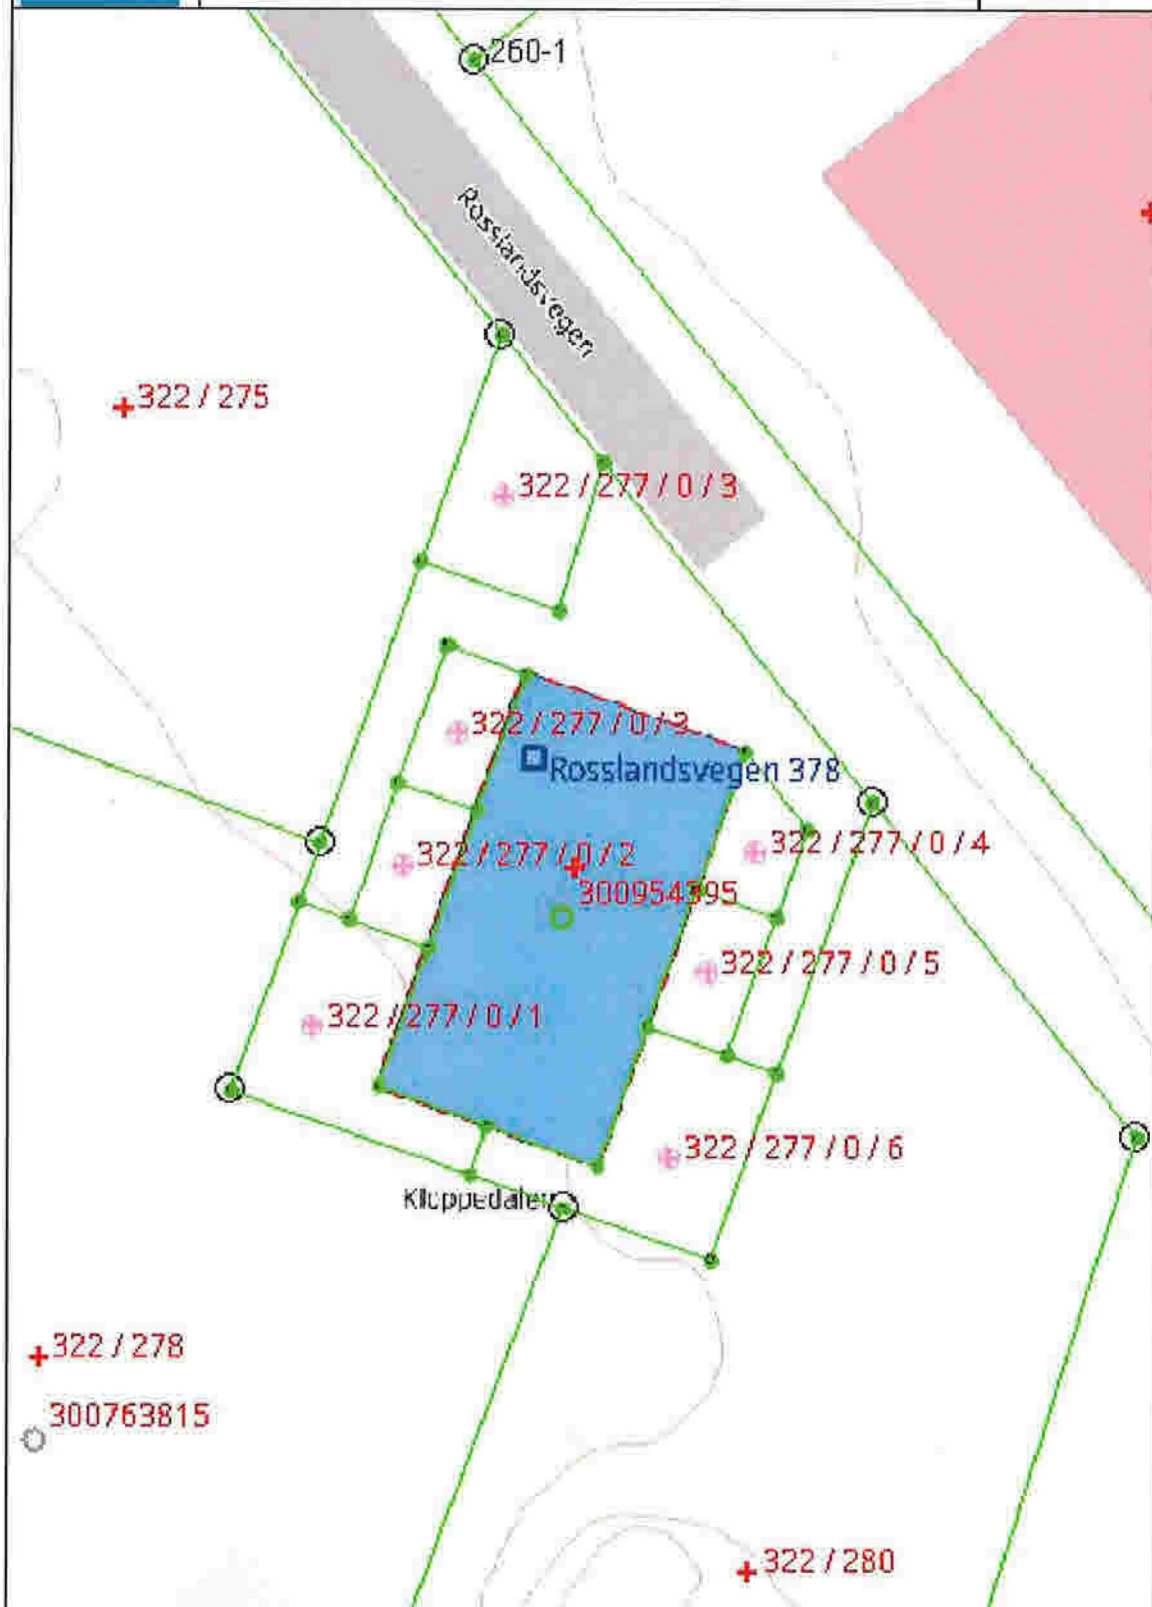 260-1
Rosslandsvegen
322 / 275
322 / 277 / 0 / 3
322 / 277 / 0 / 3
Rosslandsvegen 378
322 / 277 / 0 / 2
322 / 277 / 0 / 4
300954395
322 / 277 / 0 / 5
322 / 277 / 0 / 1
322 / 277 / 0 / 6
Kloppedalen
322 / 278
300763815
322 / 280